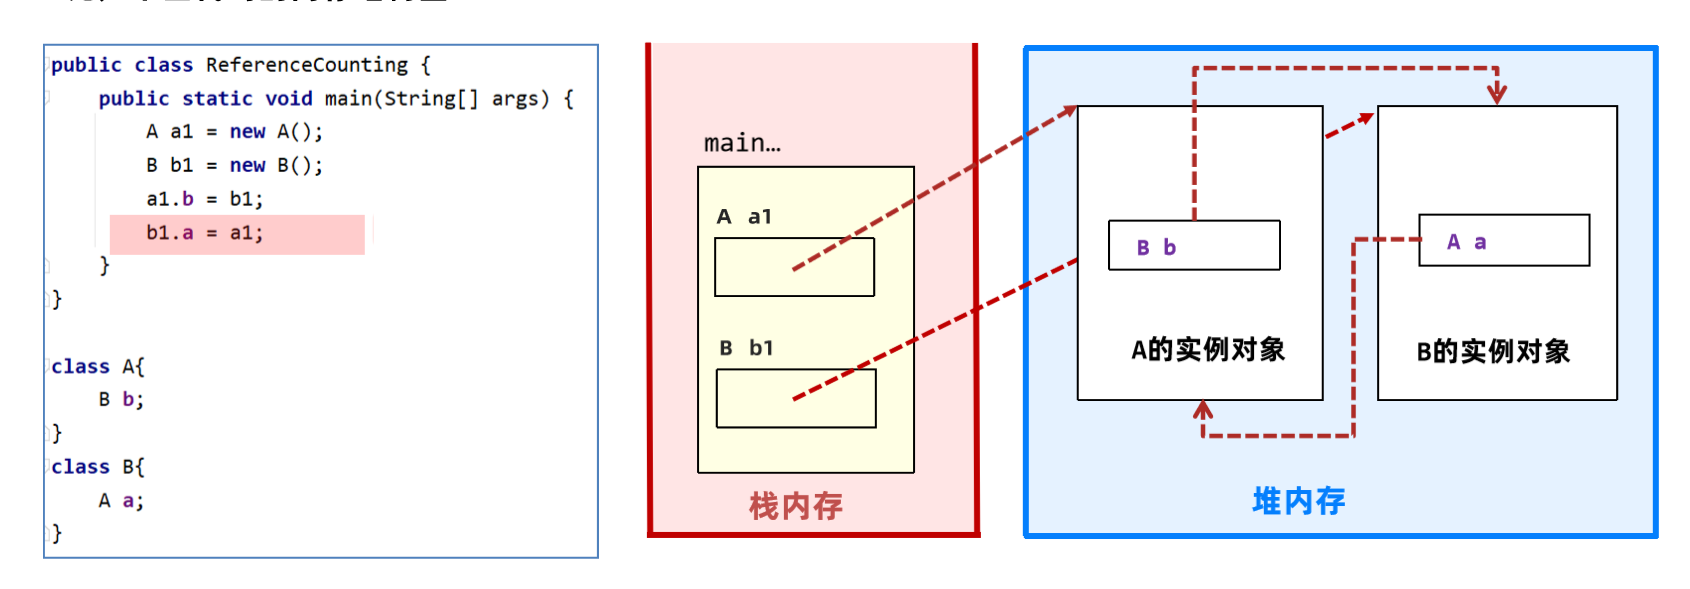 public class ReferenceCounting {
public static void main(String[] args) {
A a1 = new A();
B b1 = new B();
a1.b = b1;
b1.a = a1;
}
}
class A{
B b;
}
class B{
A a;
}
main…
A a1
B b1
栈内存
B b
A的实例对象
A a
B的实例对象
堆内存